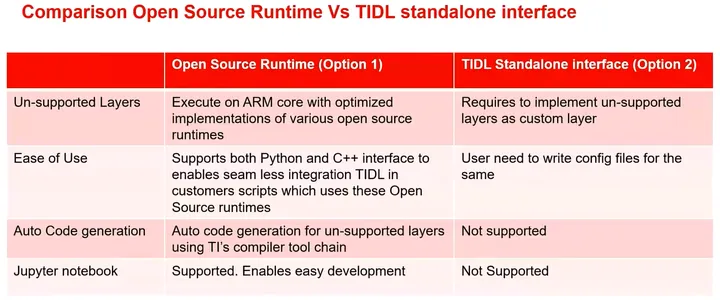 Comparison Open Source Runtime Vs TIDL standalone interface
Open Source Runtime (Option 1)
TIDL Standalone interface (Option 2)
Un-supported Layers
Execute on ARM core with optimized
implementations of various open source
runtimes
Requires to implement un-supported
layers as custom layer
Ease of Use
Supports both Python and C++ interface to
enables seam less integration TIDL in
customers scripts which uses these Open
Source runtimes
User need to write config files for the
same
Auto Code generation
Auto code generation for un-supported layers
using TI's compiler tool chain
Not supported
Jupyter notebook
Supported. Enables easy development
Not Supported